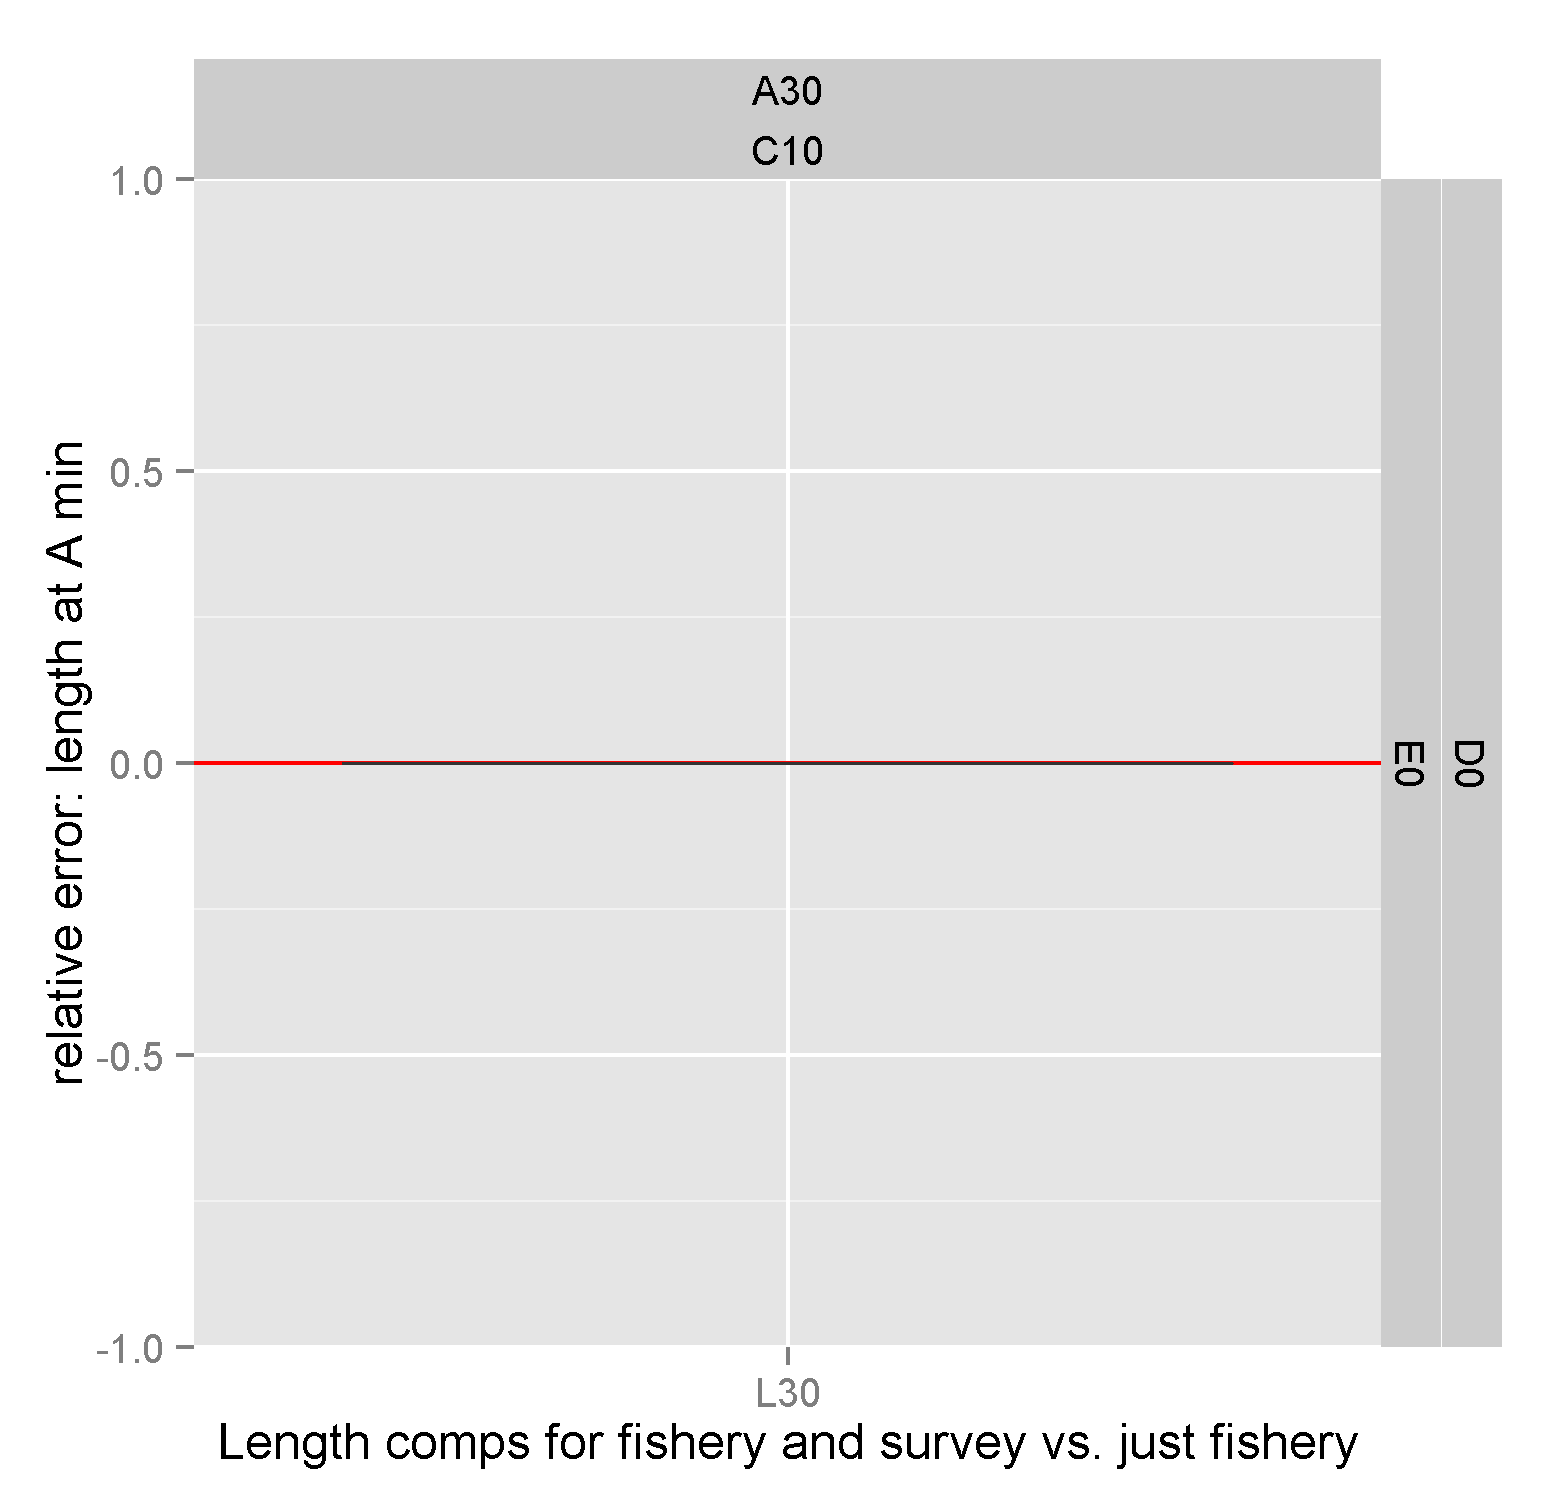 A30
C10
1.0
0.5
0.0
-0.5
-1.0
relative error: length at A min
E0
D0
L30
Length comps for fishery and survey vs. just fishery